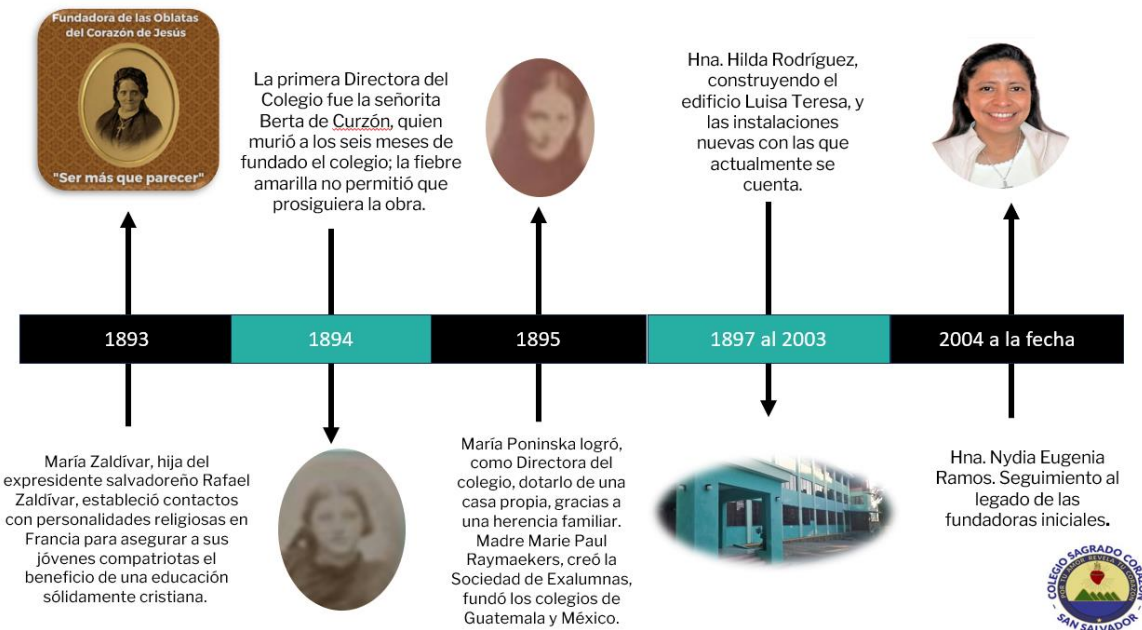 Fundadora de las Oblatas
del Corazón de Jesús
"Ser más que parecer"
La primera Directora del
Colegio fue la señorita
Berta de Curzón, quien
murió a los seis meses de
fundado el colegio; la fiebre
amarilla no permitió que
prosiguiera la obra.
Hna. Hilda Rodríguez,
construyendo el
edificio Luisa Teresa, y
las instalaciones
nuevas con las que
actualmente se
cuenta.
1893
1894
1895
1897 al 2003
2004 a la fecha
María Zaldívar, hija del
expresidente salvadoreño Rafael
Zaldívar, estableció contactos
con personalidades religiosas en
Francia para asegurar a sus
jóvenes compatriotas el
beneficio de una educación
sólidamente cristiana.
María Poninska logró,
como Directora del
colegio, dotarlo de una
casa propia, gracias a
una herencia familiar.
Madre Marie Paul
Raymaekers, creó la
Sociedad de Exalumnas,
fundó los colegios de
Guatemala y México.
Hna. Nydia Eugenia
Ramos. Seguimiento al
legado de las
fundadoras iniciales.
COLEGIO SAGRADO CORAZÓN
POR TU AMOR REVELA TU CORAZÓN
- SAN SALVADOR -